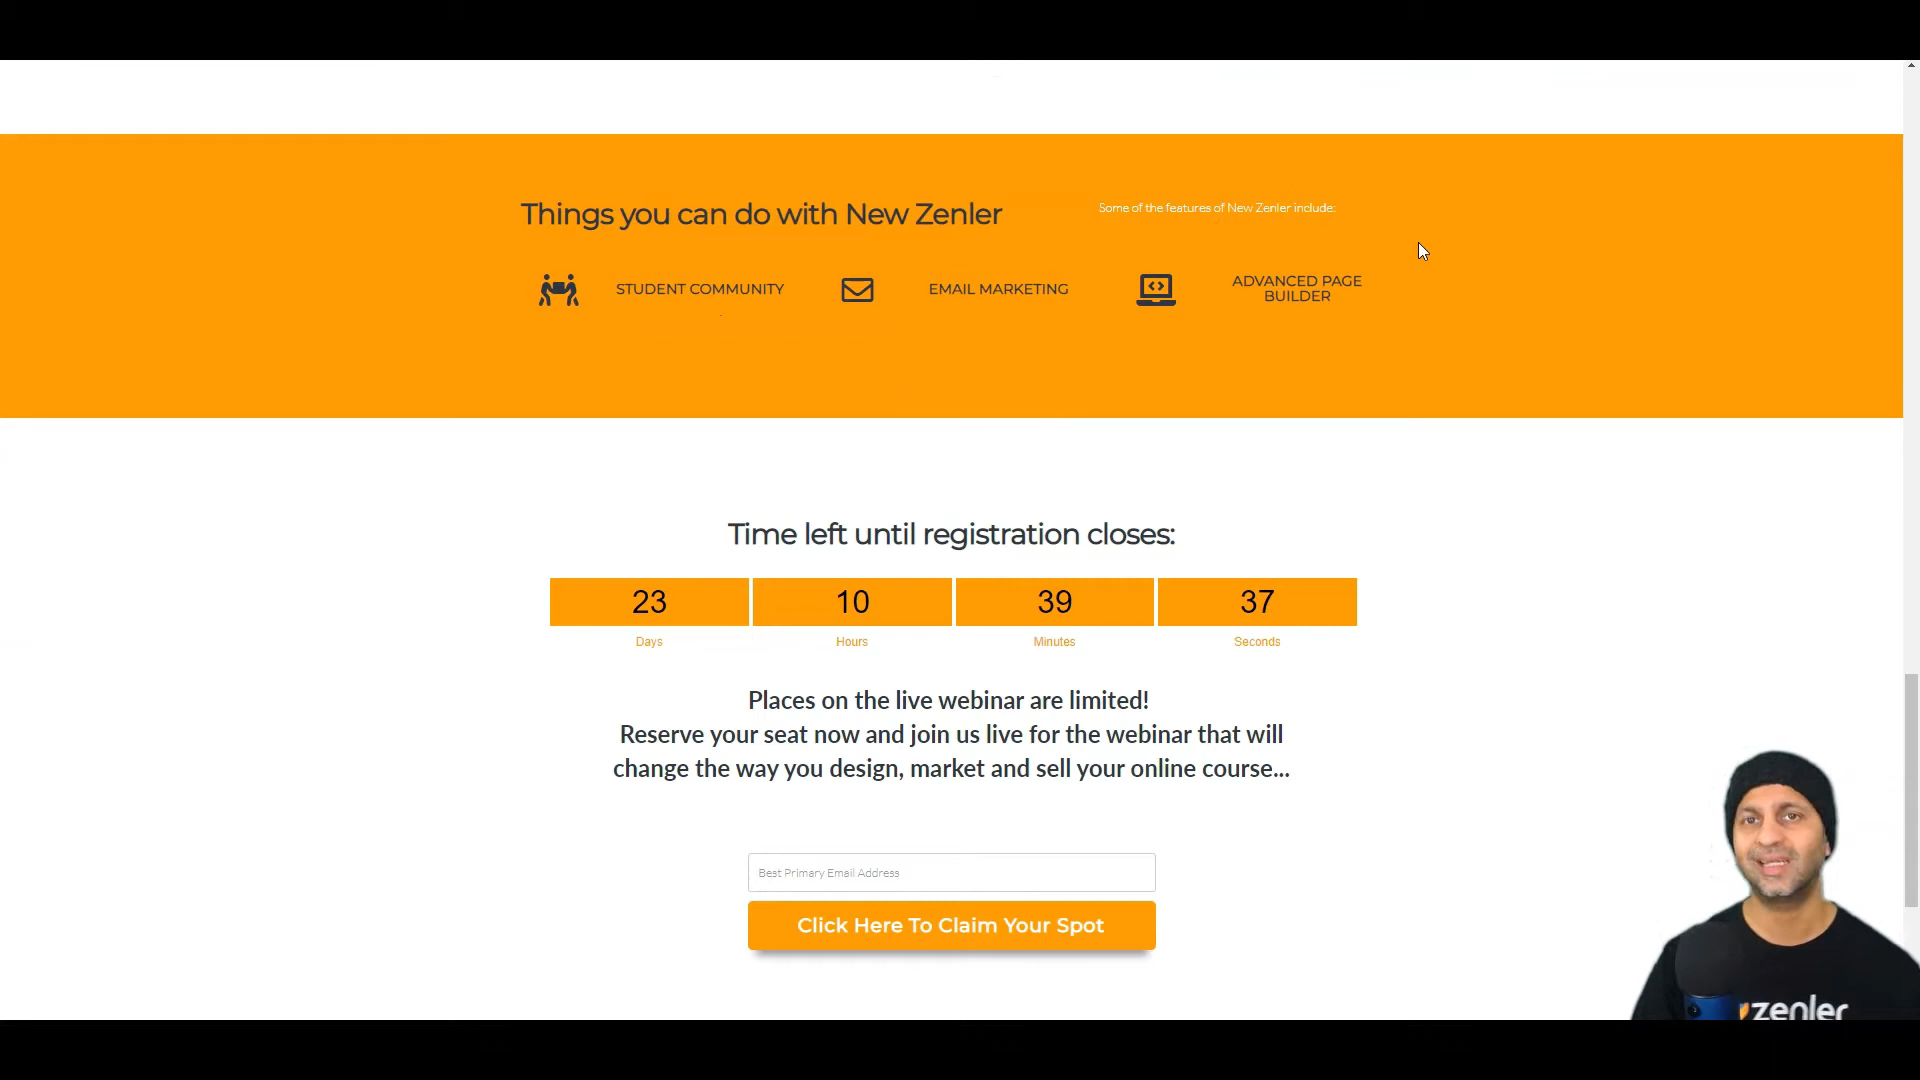 Things you can do with New Zenler
Some of the features of New Zenler include:
STUDENT COMMUNITY
EMAIL MARKETING
ADVANCED PAGE
BUILDER
Time left until registration closes:
23 10 39 37
Days Hours Minutes Seconds
Places on the live webinar are limited!
Reserve your seat now and join us live for the webinar that will
change the way you design, market and sell your online course...
Best Primary Email Address
Click Here To Claim Your Spot
zenler